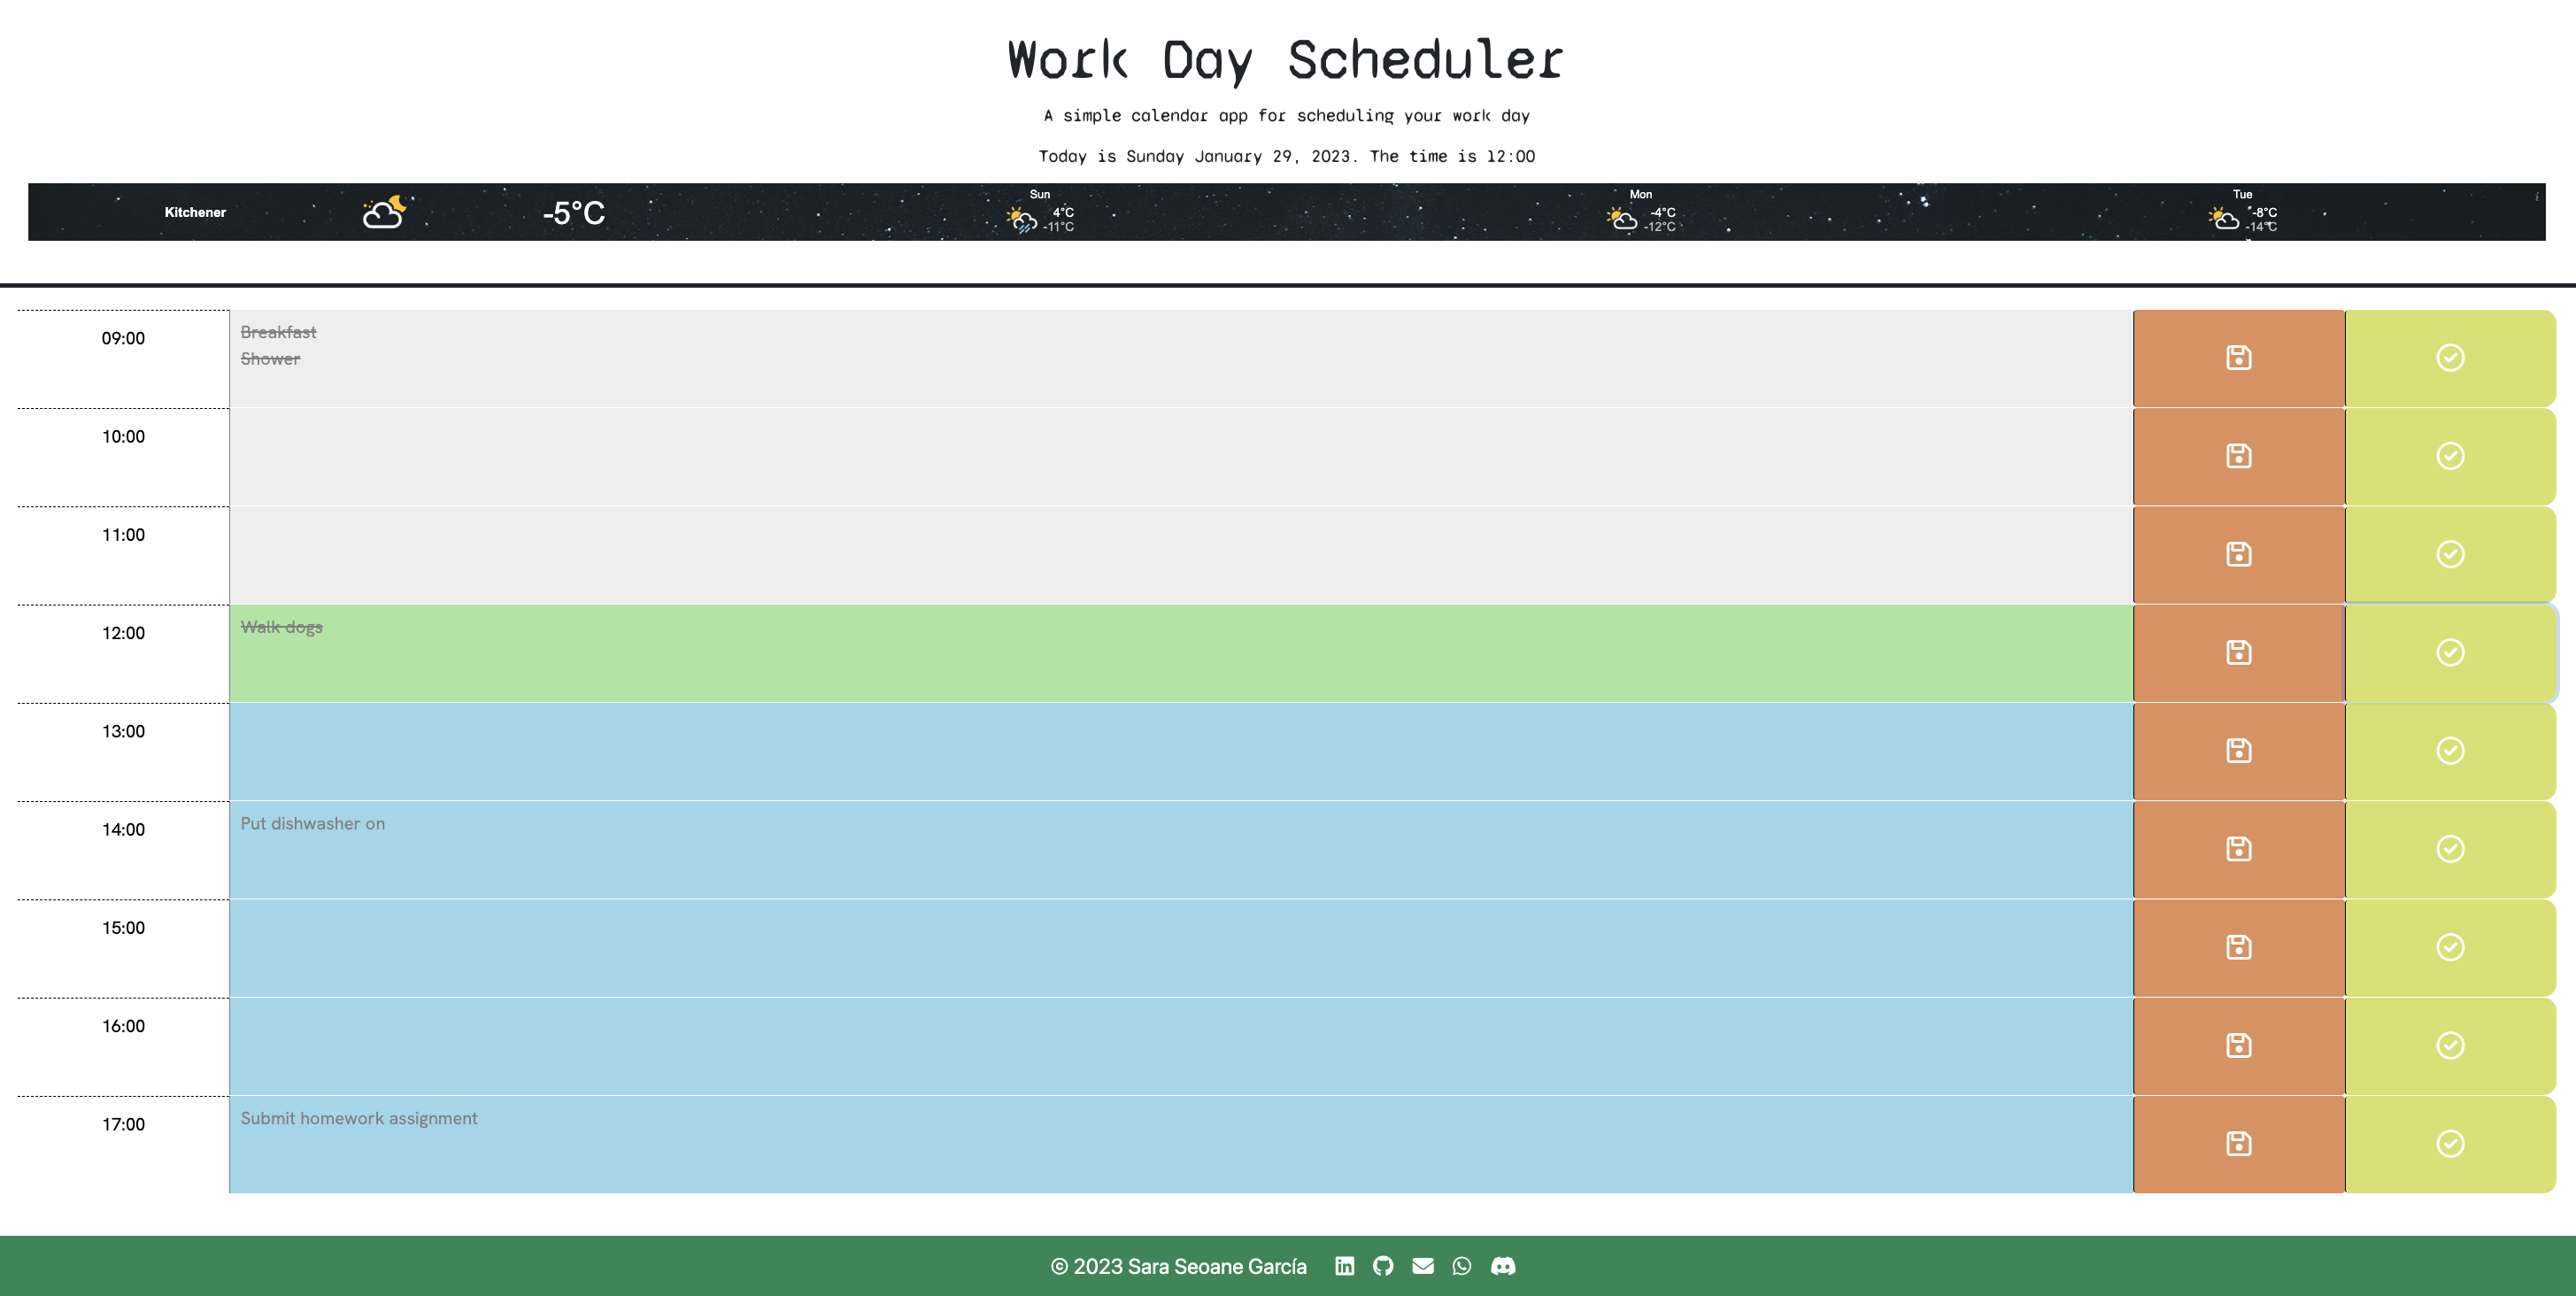 Work Day Scheduler
A simple calendar app for scheduling your work day
Today is Sunday January 29, 2023. The time is 12:00
Kitchener
-5°C
Sun
4°C
-11°C
Mon
-4°C
-12°C
Tue
-8°C
-14°C
i
09:00
Breakfast
Shower
10:00
11:00
12:00
Walk dogs
13:00
14:00
Put dishwasher on
15:00
16:00
17:00
Submit homework assignment
© 2023 Sara Seoane García